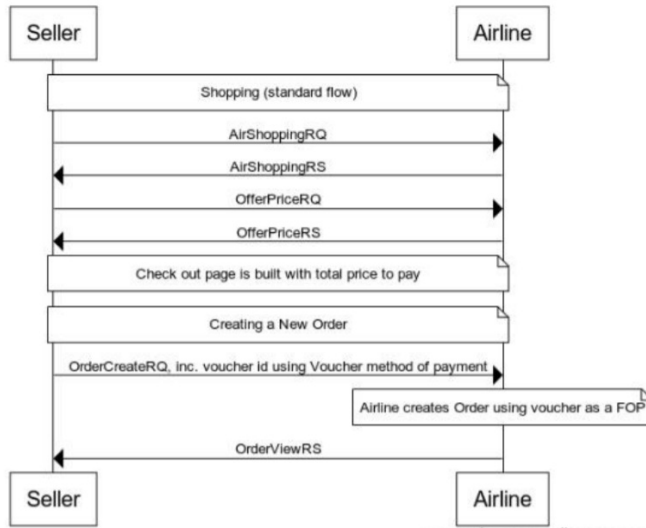 Seller
Airline
Shopping (standard flow)
AirShoppingRQ
AirShoppingRS
OfferPriceRQ
OfferPriceRS
Check out page is built with total price to pay
Creating a New Order
OrderCreateRQ, inc. voucher id using Voucher method of payment
Airline creates Order using voucher as a FOP
OrderViewRS
Seller
Airline